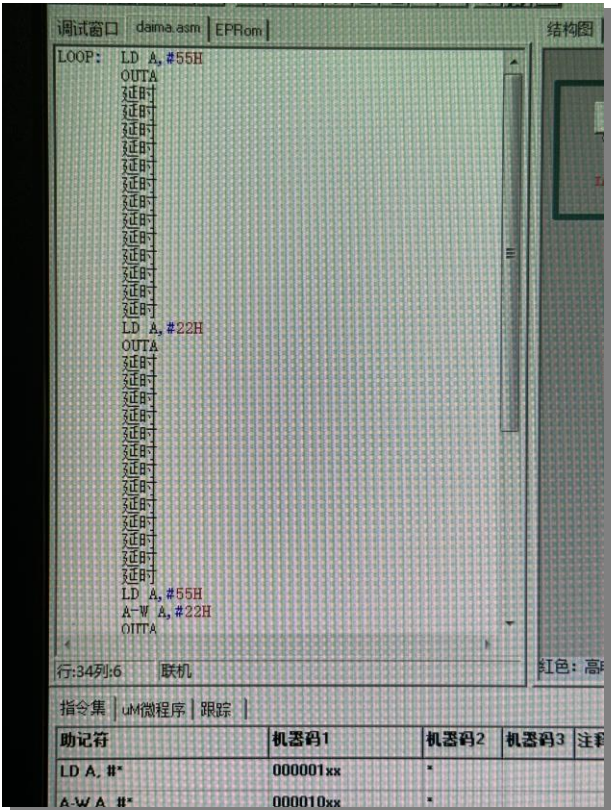 调试窗口 daima.asm EPRom 结构图
LOOP: LD A,#55H
OUTA
延时
延时
延时
延时
延时
延时
延时
延时
延时
延时
延时
延时
延时
LD A,#22H
OUTA
延时
延时
延时
延时
延时
延时
延时
延时
延时
延时
延时
延时
延时
LD A,#55H
A-W A,#22H
OUTA
行:34列:6 联机 红色: 高
指令集 uM微程序 跟踪
助记符 机器码1 机器码2 机器码3 注释
LD A, #* 000001xx *
A-W A, #* 000010xx *